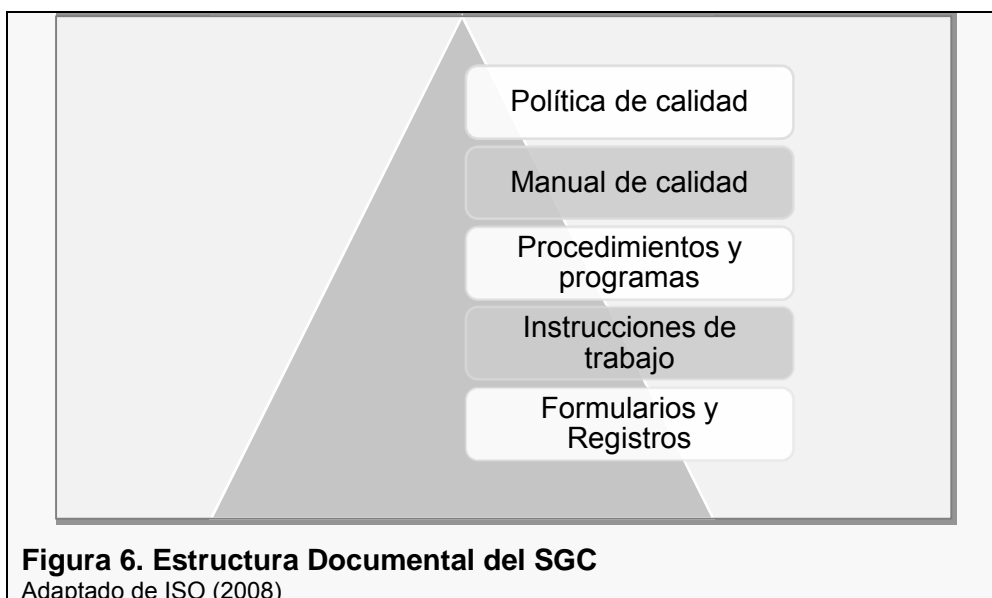 Política de calidad
Manual de calidad
Procedimientos y
programas
Instrucciones de
trabajo
Formularios y
Registros
Figura 6. Estructura Documental del SGC
Adaptado de ISO (2008)